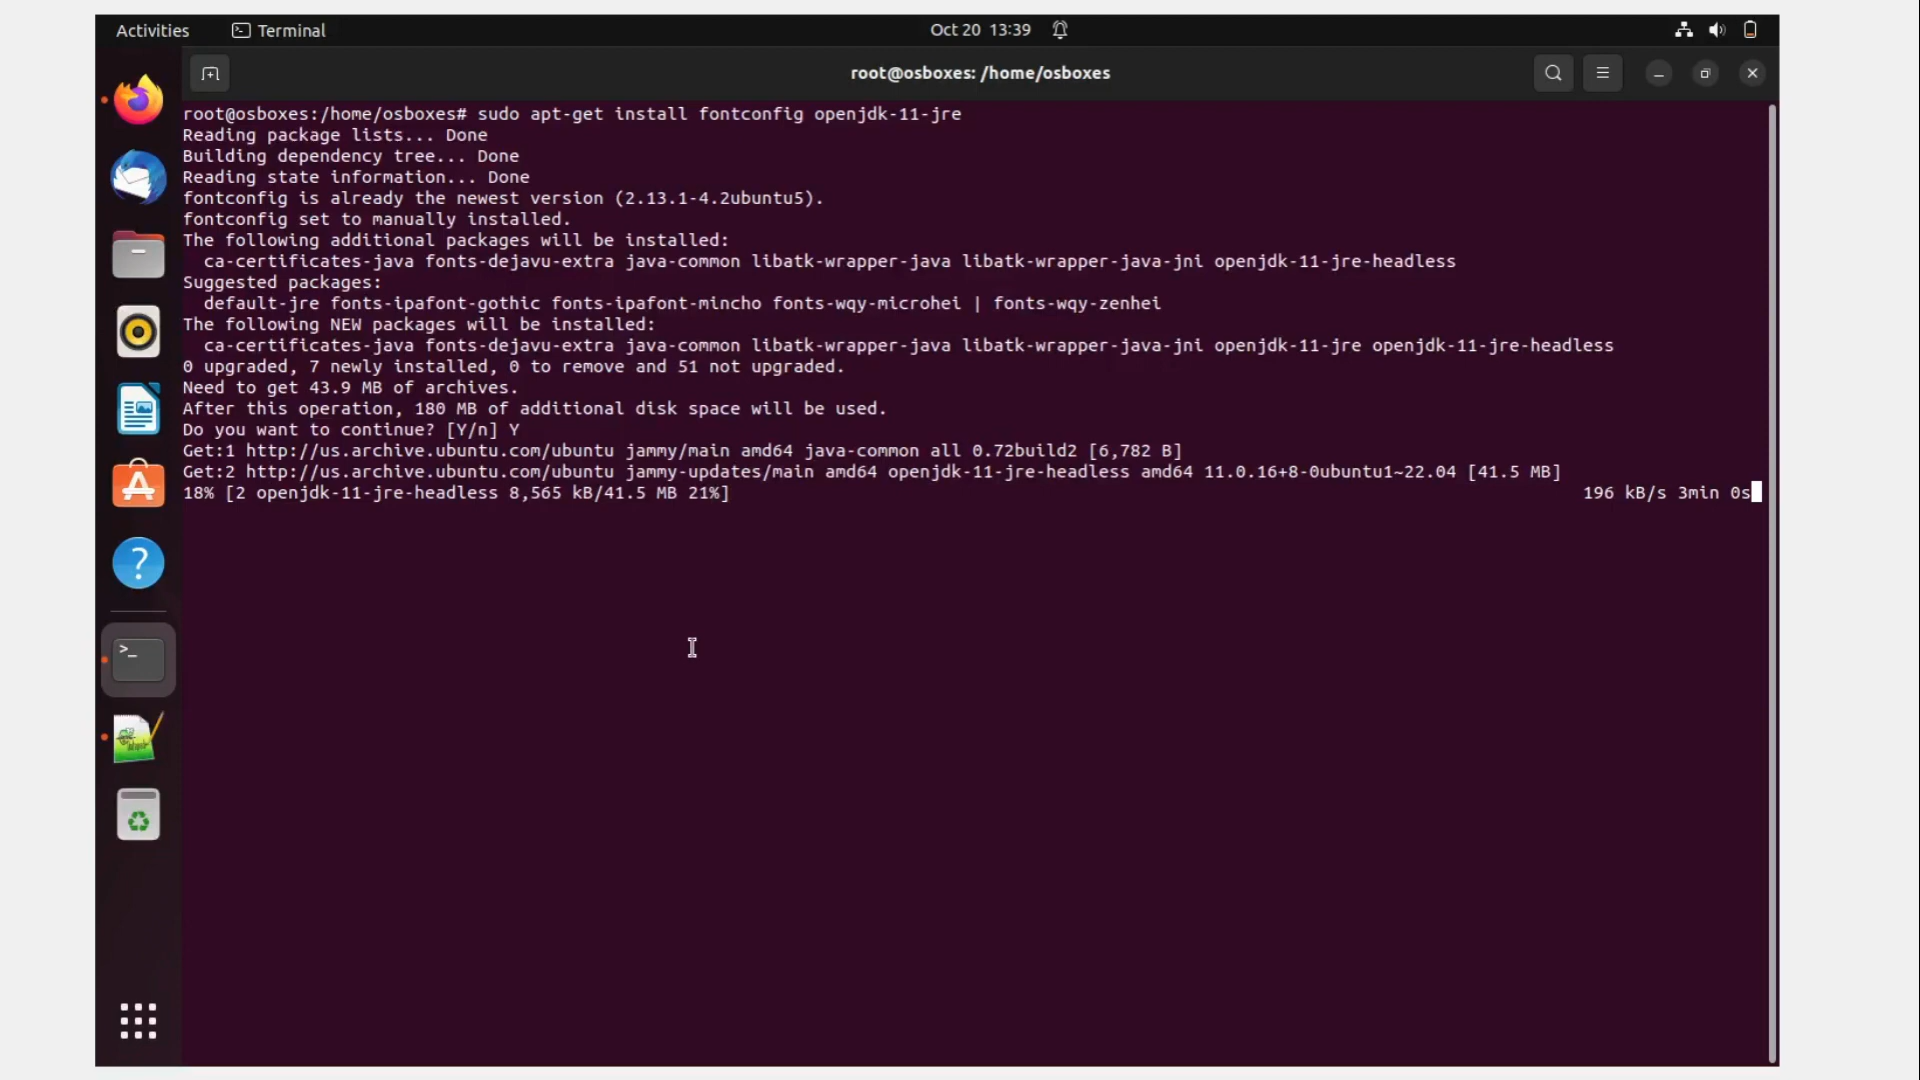 Activities Terminal Oct 20 13:39
root@osboxes: /home/osboxes
root@osboxes:/home/osboxes# sudo apt-get install fontconfig openjdk-11-jre
Reading package lists... Done
Building dependency tree... Done
Reading state information... Done
fontconfig is already the newest version (2.13.1-4.2ubuntu5).
fontconfig set to manually installed.
The following additional packages will be installed:
  ca-certificates-java fonts-dejavu-extra java-common libatk-wrapper-java libatk-wrapper-java-jni openjdk-11-jre-headless
Suggested packages:
  default-jre fonts-ipafont-gothic fonts-ipafont-mincho fonts-wqy-microhei | fonts-wqy-zenhei
The following NEW packages will be installed:
  ca-certificates-java fonts-dejavu-extra java-common libatk-wrapper-java libatk-wrapper-java-jni openjdk-11-jre openjdk-11-jre-headless
0 upgraded, 7 newly installed, 0 to remove and 51 not upgraded.
Need to get 43.9 MB of archives.
After this operation, 180 MB of additional disk space will be used.
Do you want to continue? [Y/n] Y
Get:1 http://us.archive.ubuntu.com/ubuntu jammy/main amd64 java-common all 0.72build2 [6,782 B]
Get:2 http://us.archive.ubuntu.com/ubuntu jammy-updates/main amd64 openjdk-11-jre-headless amd64 11.0.16+8-0ubuntu1~22.04 [41.5 MB]
18% [2 openjdk-11-jre-headless 8,565 kB/41.5 MB 21%] 196 kB/s 3min 0s